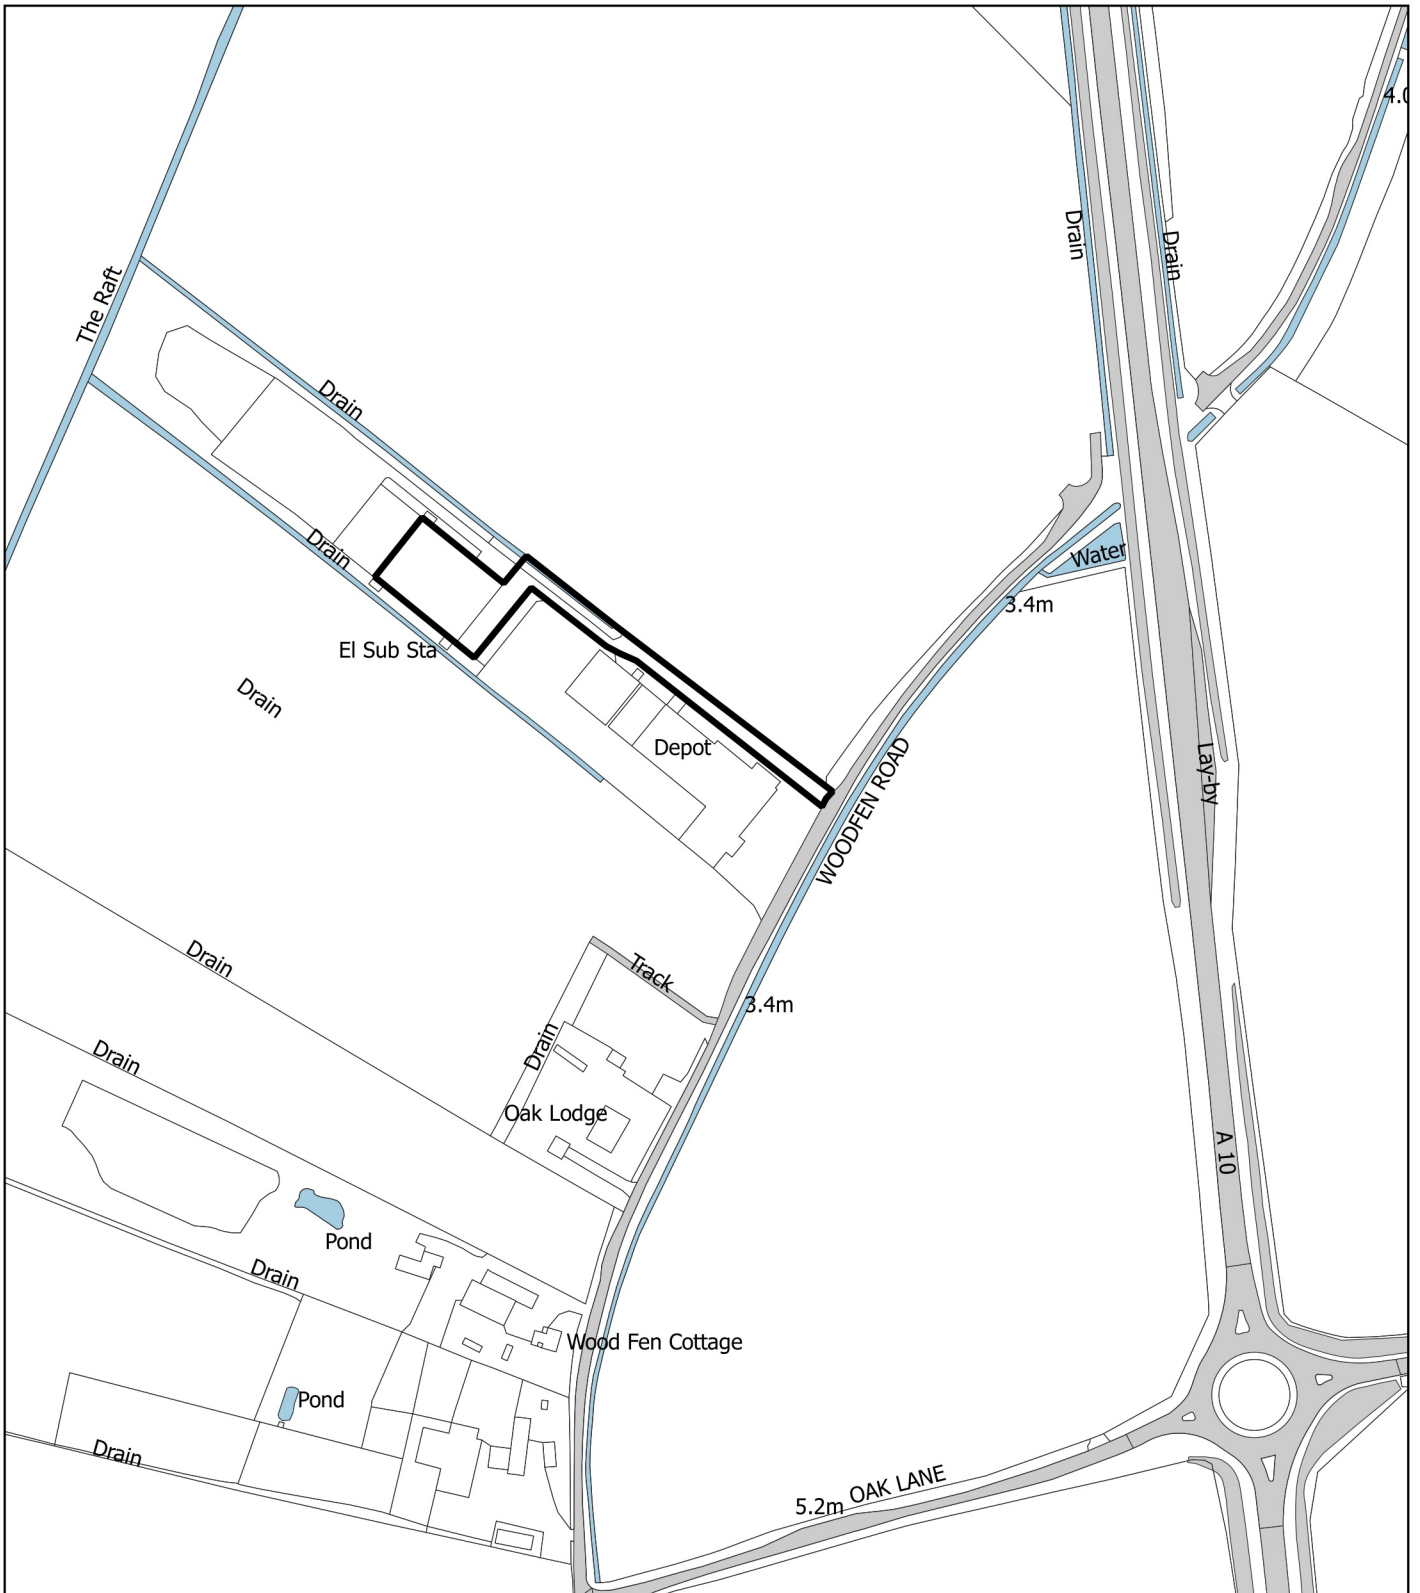 4.0
Drain
Drain
The Raft
Drain
Drain
Water
3.4m
El Sub Sta
Drain
Depot
WOODFEN ROAD
Lay-by
Drain
Track
3.4m
Drain
Drain
Oak Lodge
A 10
Pond
Drain
Wood Fen Cottage
Pond
Drain
OAK LANE
5.2m